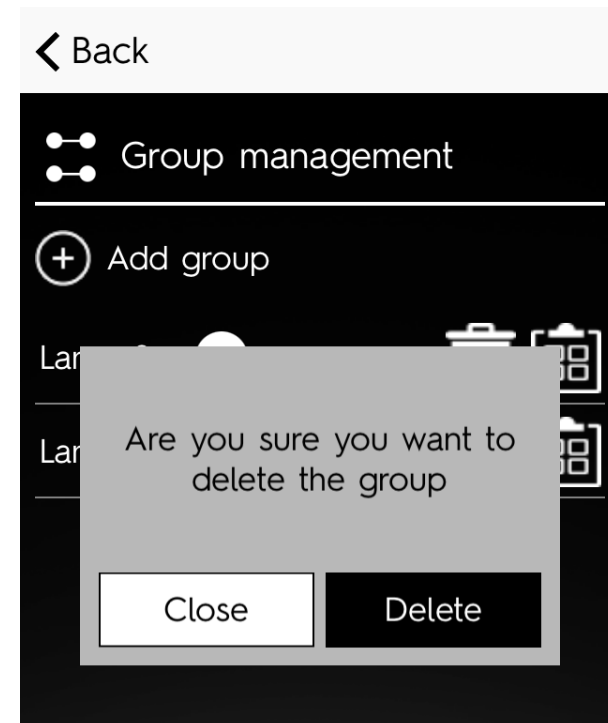 Back
Group management
Add group
Are you sure you want to
delete the group
Close
Delete